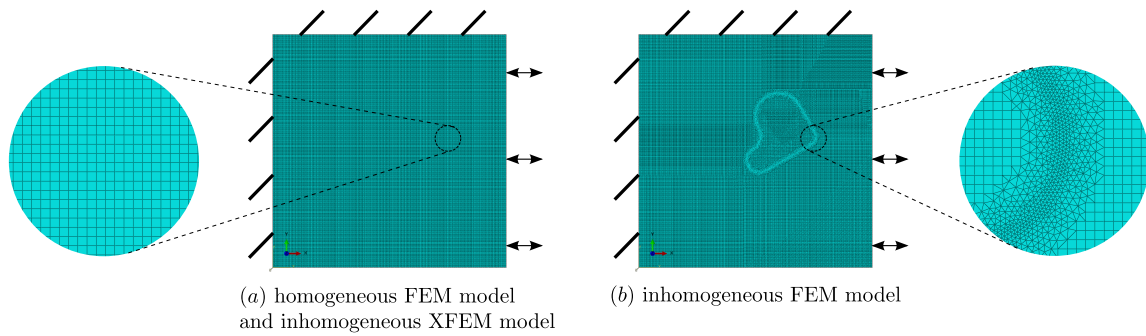 Y
X
Y
X
(a) homogeneous FEM model
and inhomogeneous XFEM model
(b) inhomogeneous FEM model